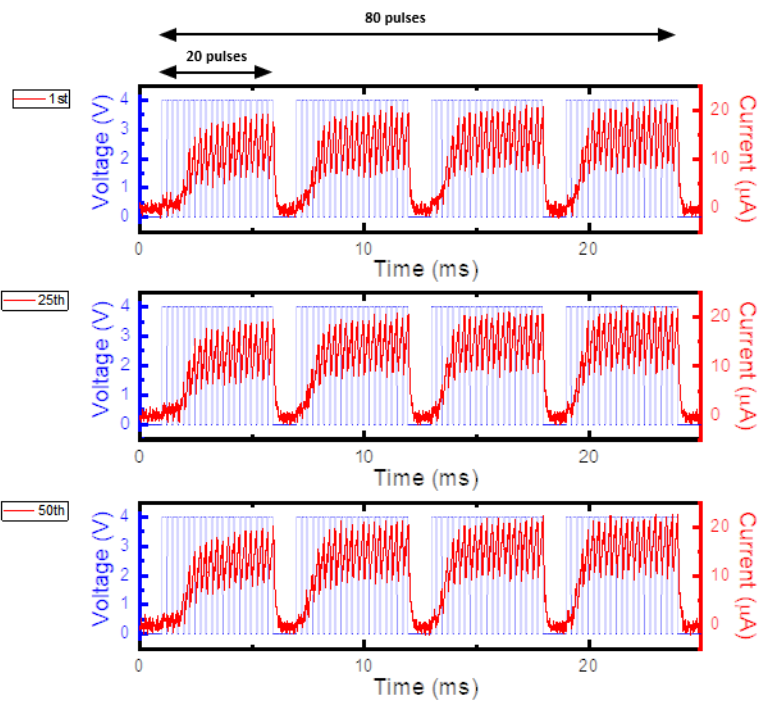 80 pulses
20 pulses
1st
Voltage (V)
4
3
2
1
0
20
10
0
Current (μA)
0
10
20
Time (ms)
25th
Voltage (V)
4
3
2
1
0
20
10
0
Current (μA)
0
10
20
Time (ms)
50th
Voltage (V)
4
3
2
1
0
20
10
0
Current (μA)
0
10
20
Time (ms)